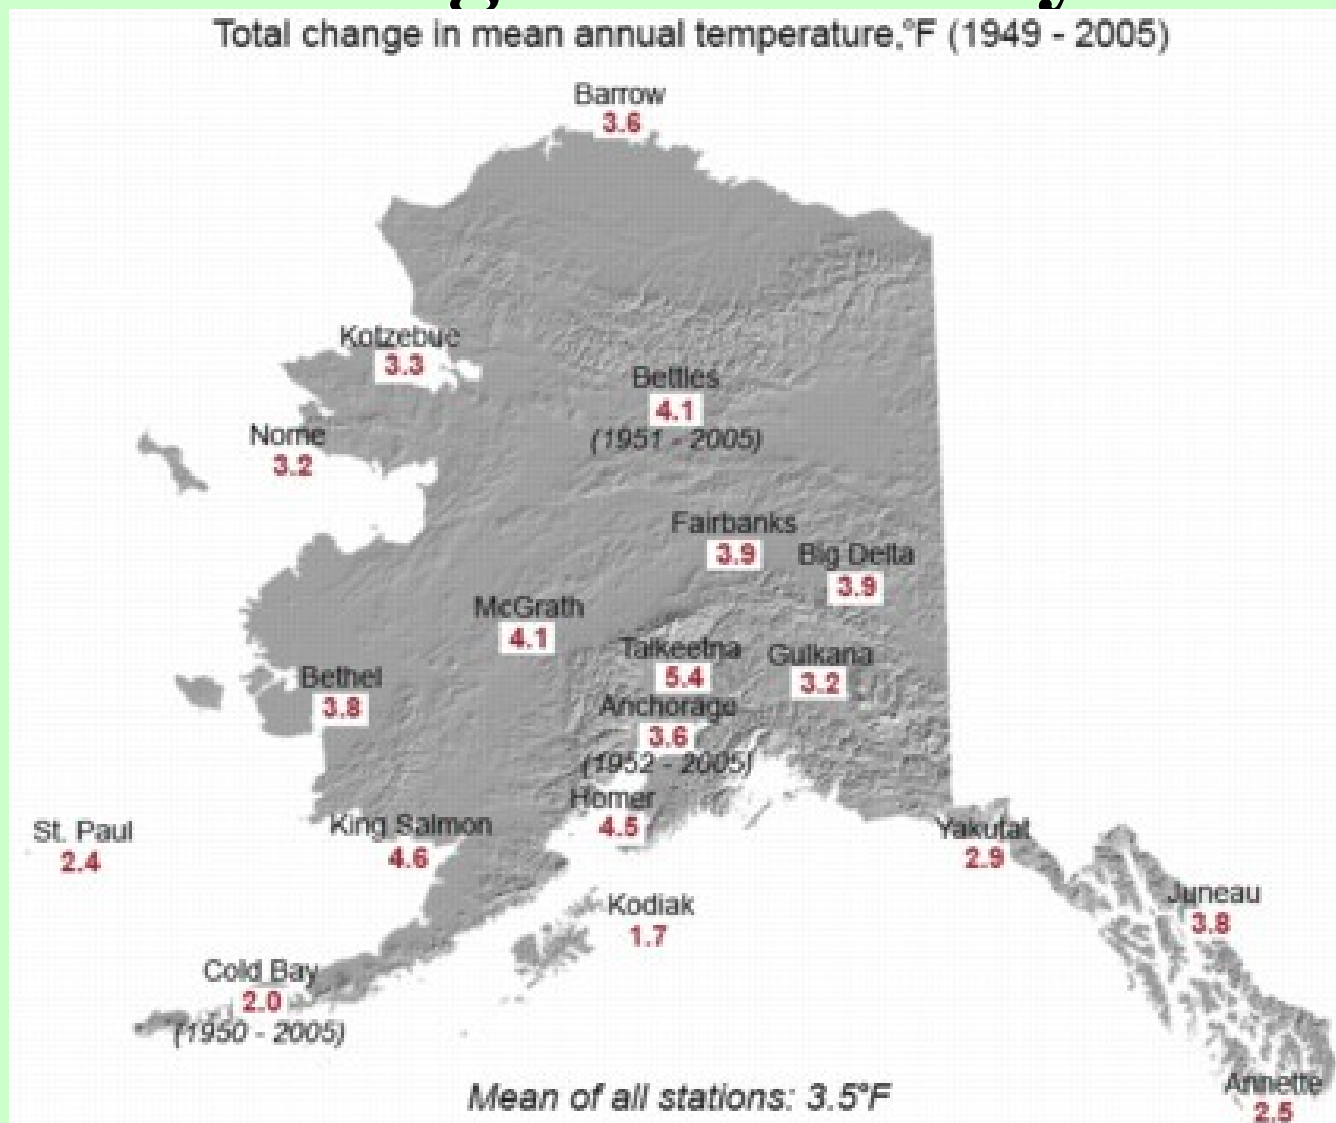 Total change in mean annual temperature,°F (1949 - 2005)
Barrow
3.6
Kotzebue
3.3
Bettles
4.1
(1951 - 2005)
Nome
3.2
Fairbanks
3.9
Big Delta
3.9
McGrath
4.1
Talkeetna
5.4
Gulkana
3.2
Bethel
3.8
Anchorage
3.6
(1952 - 2005)
Homer
4.5
St. Paul
2.4
King Salmon
4.6
Yakutat
2.9
Juneau
3.8
Kodiak
1.7
Cold Bay
2.0
(1950 - 2005)
Annette
2.5
Mean of all stations: 3.5°F